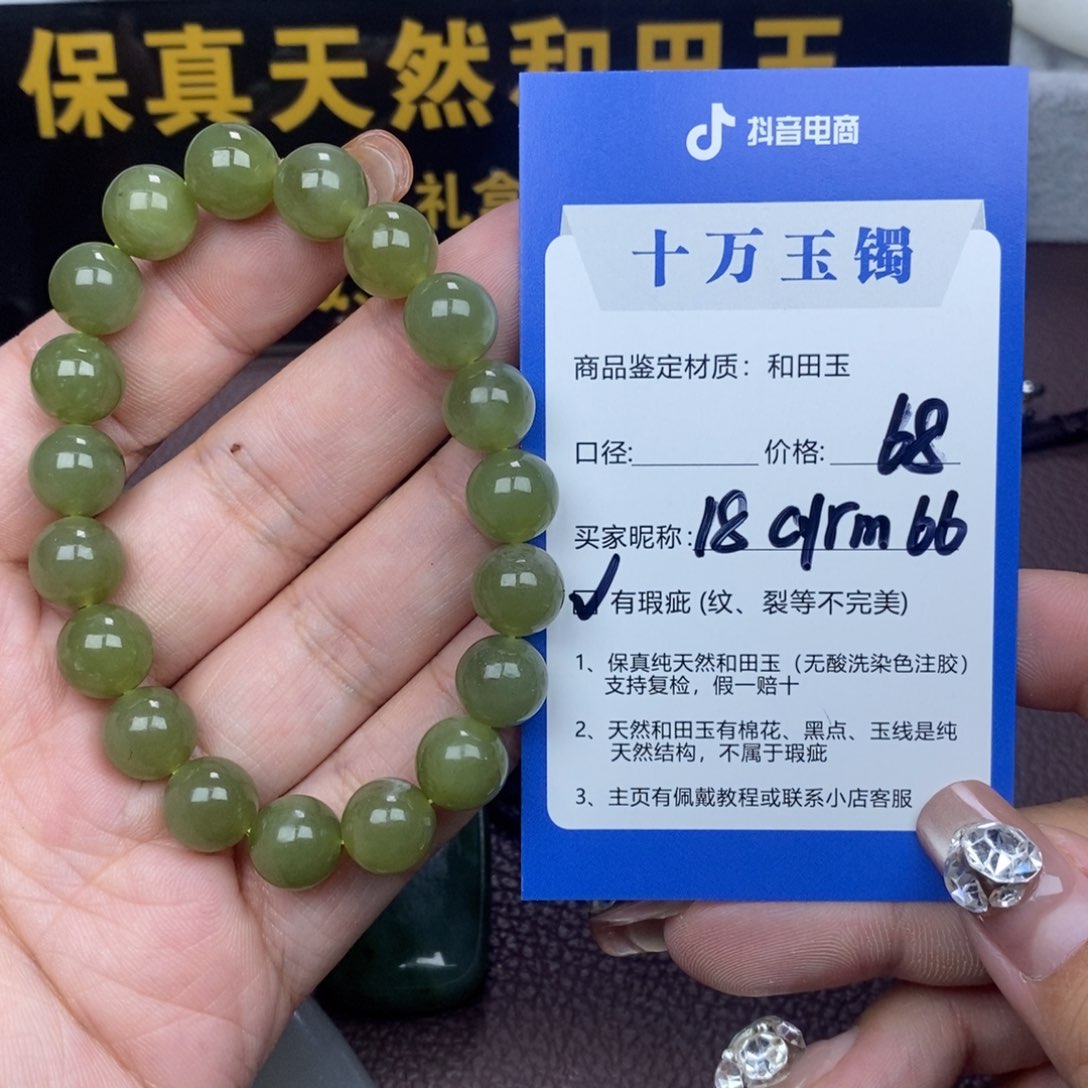 保真天然和田玉
礼盒
抖音电商
十万玉镯
商品鉴定材质：和田玉
口径: 价格: 68
买家昵称: 18 qrm 66
✓ 有瑕疵 (纹、裂等不完美)
1、保真纯天然和田玉（无酸洗染色注胶）
支持复检，假一赔十
2、天然和田玉有棉花、黑点、玉线是纯
天然结构，不属于瑕疵
3、主页有佩戴教程或联系小店客服